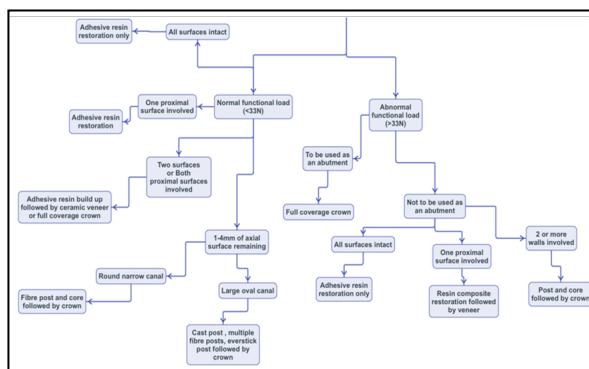 Adhesive resin
restoration only
All surfaces intact
One proximal
surface involved
Normal functional load
(<33N)
Adhesive resin
restoration
Abnormal
functional load
(>33N)
To be used as
an abutment
Two surfaces
or Both
proximal surfaces
involved
Adhesive resin build up
followed by ceramic veneer
or full coverage crown
Full coverage crown
Not to be used as
an abutment
1-4mm of axial
surface remaining
All surfaces intact
One proximal
surface involved
2 or more
walls involved
Round narrow canal
Large oval canal
Adhesive resin
restoration only
Resin composite
restoration followed
by veneer
Post and core
followed by crown
Fibre post and core
followed by crown
Cast post , multiple
fibre posts, everstick
post followed by
crown